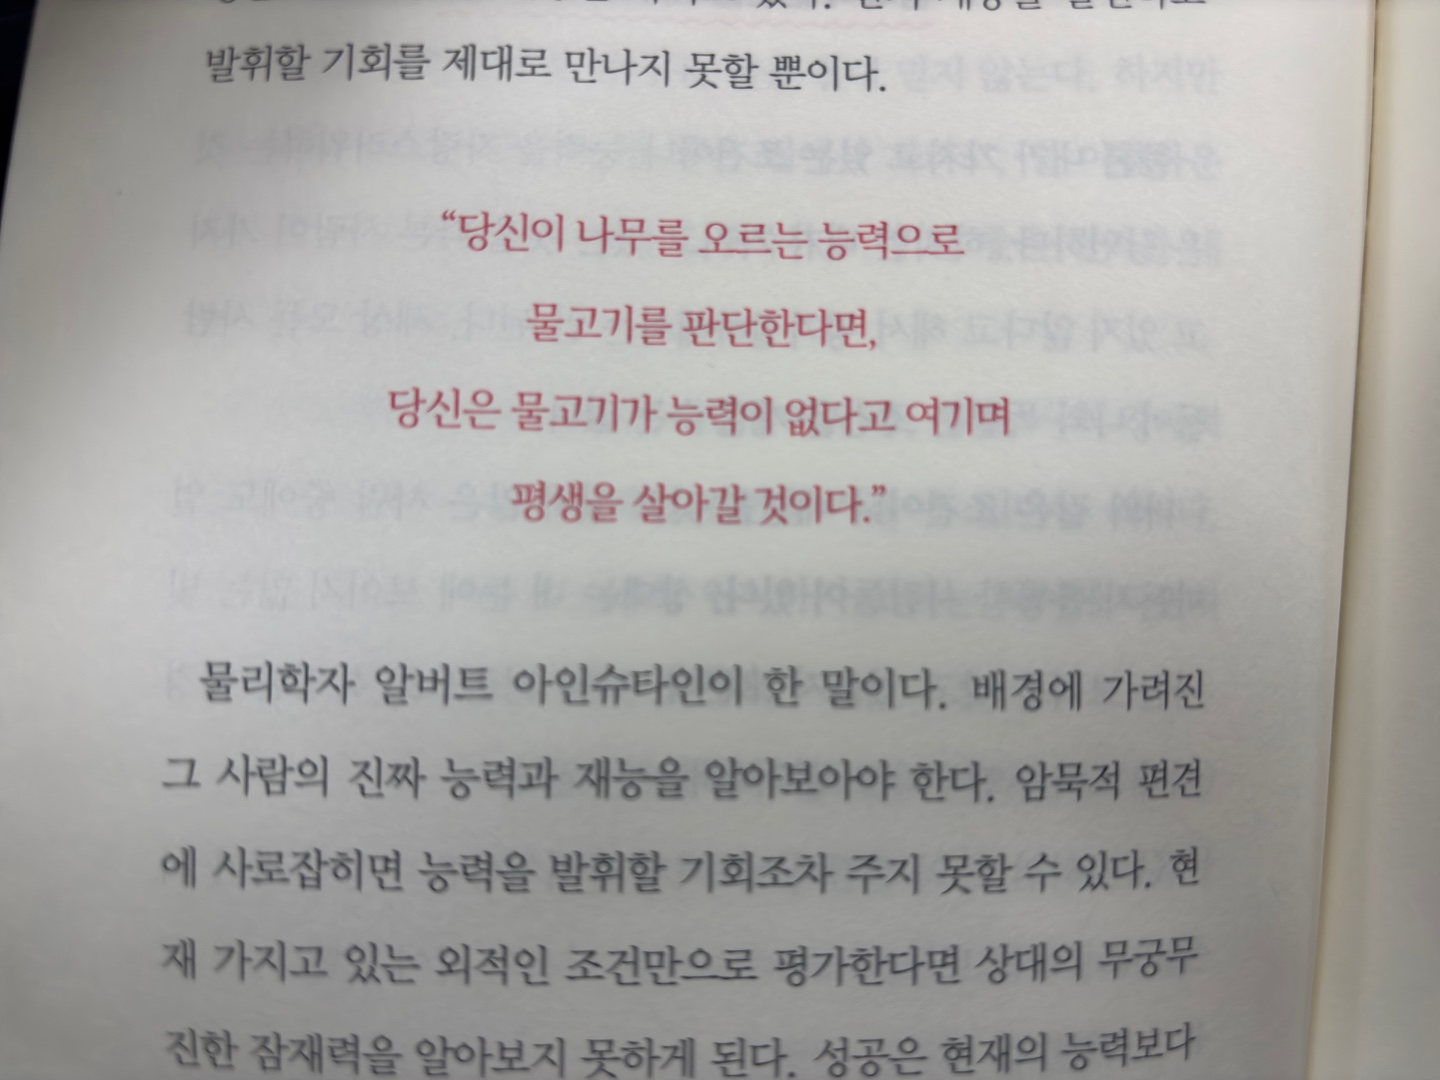 발휘할 기회를 제대로 만나지 못할 뿐이다.
“당신이 나무를 오르는 능력으로
물고기를 판단한다면,
당신은 물고기가 능력이 없다고 여기며
평생을 살아갈 것이다.”
물리학자 알버트 아인슈타인이 한 말이다. 배경에 가려진
그 사람의 진짜 능력과 재능을 알아보아야 한다. 암묵적 편견
에 사로잡히면 능력을 발휘할 기회조차 주지 못할 수 있다. 현
재 가지고 있는 외적인 조건만으로 평가한다면 상대의 무궁무
진한 잠재력을 알아보지 못하게 된다. 성공은 현재의 능력보다